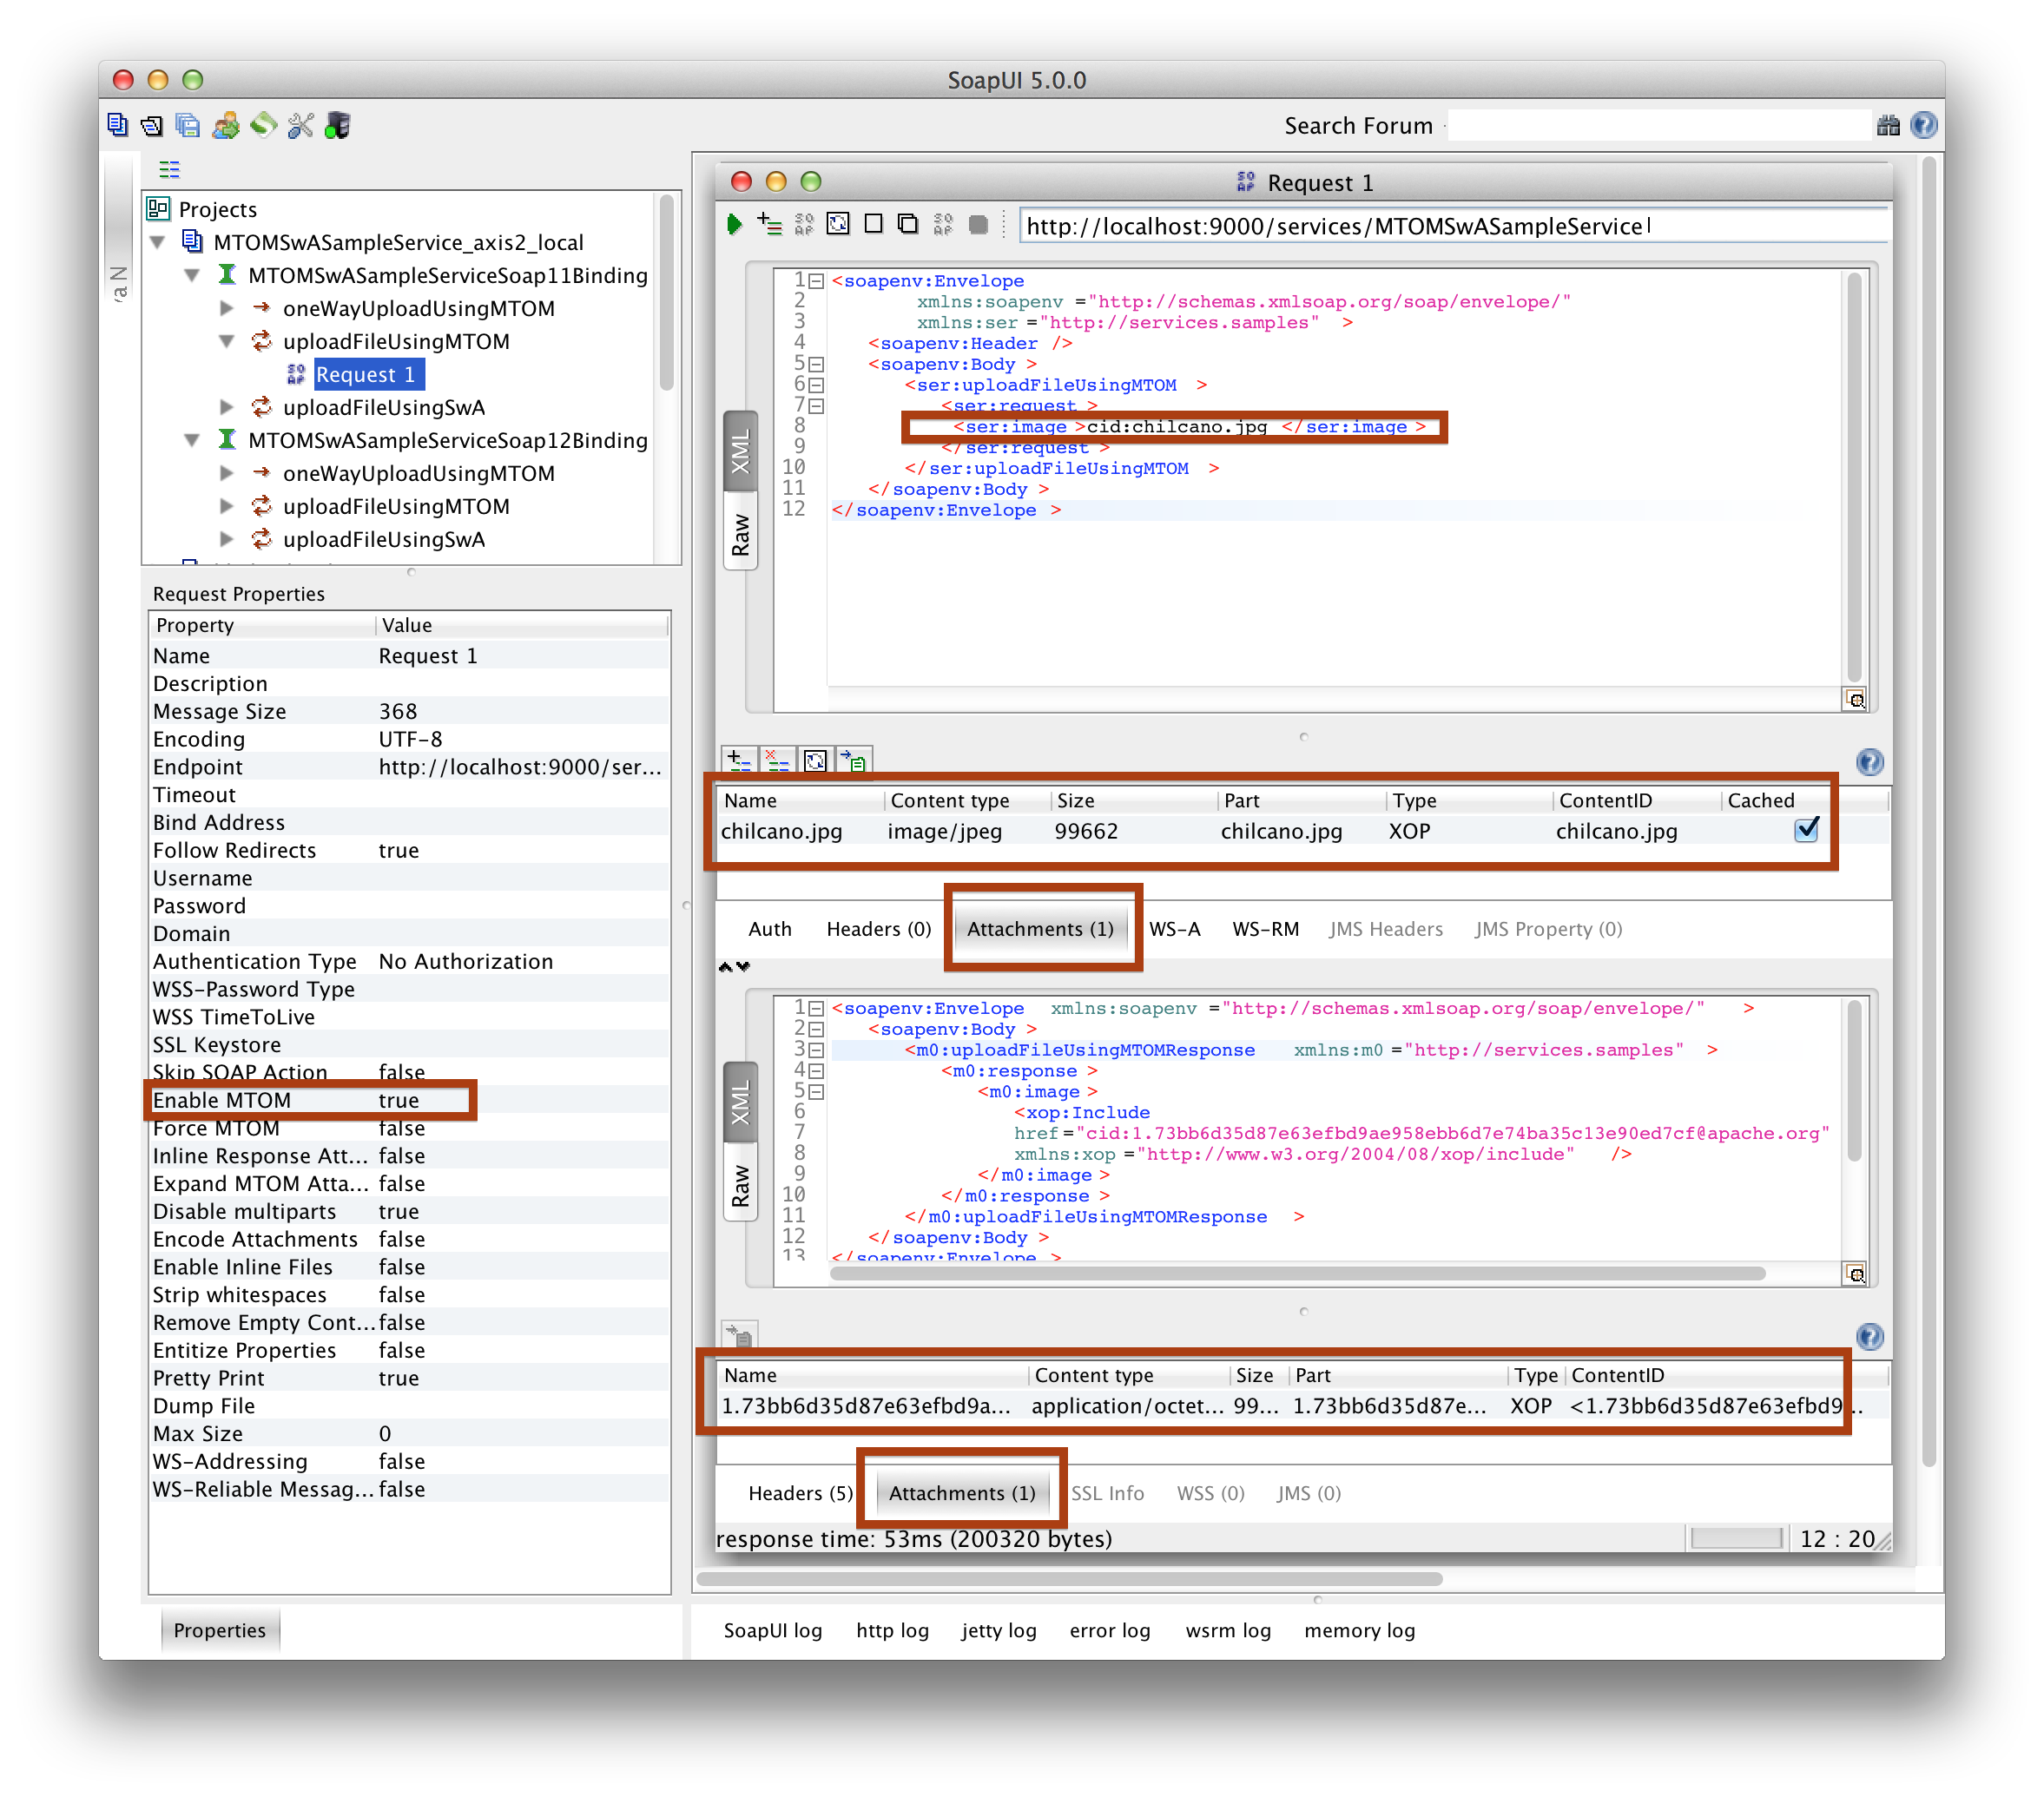 SoapUI 5.0.0
Search Forum
Projects
MTOMSwASampleService_axis2_local
MTOMSwASampleServiceSoap11Binding
oneWayUploadUsingMTOM
uploadFileUsingMTOM
Request 1
uploadFileUsingSwA
MTOMSwASampleServiceSoap12Binding
oneWayUploadUsingMTOM
uploadFileUsingMTOM
uploadFileUsingSwA
Request Properties
Property Value
Name Request 1
Description
Message Size 368
Encoding UTF-8
Endpoint http://localhost:9000/ser...
Timeout
Bind Address
Follow Redirects true
Username
Password
Domain
Authentication Type No Authorization
WSS-Password Type
WSS TimeToLive
SSL Keystore
Skip SOAP Action false
Enable MTOM true
Force MTOM false
Inline Response Att... false
Expand MTOM Atta... false
Disable multiparts true
Encode Attachments false
Enable Inline Files false
Strip whitespaces false
Remove Empty Cont... false
Entitize Properties false
Pretty Print true
Dump File
Max Size 0
WS-Addressing false
WS-Reliable Messag... false
Properties
Request 1
http://localhost:9000/services/MTOMSwASampleService
XML
Raw
1 <soapenv:Envelope
2 xmlns:soapenv ="http://schemas.xmlsoap.org/soap/envelope/"
3 xmlns:ser ="http://services.samples" >
4 <soapenv:Header />
5 <soapenv:Body >
6 <ser:uploadFileUsingMTOM >
7 <ser:request >
8 <ser:image >cid:chilcano.jpg </ser:image >
9 </ser:request >
10 </ser:uploadFileUsingMTOM >
11 </soapenv:Body >
12 </soapenv:Envelope >
Name Content type Size Part Type ContentID Cached
chilcano.jpg image/jpeg 99662 chilcano.jpg XOP chilcano.jpg
Auth Headers (0) Attachments (1) WS-A WS-RM JMS Headers JMS Property (0)
XML
Raw
1 <soapenv:Envelope xmlns:soapenv ="http://schemas.xmlsoap.org/soap/envelope/" >
2 <soapenv:Body >
3 <m0:uploadFileUsingMTOMResponse xmlns:m0 ="http://services.samples" >
4 <m0:response >
5 <m0:image >
6 <xop:Include
7 href ="cid:1.73bb6d35d87e63efbd9ae958ebb6d7e74ba35c13e90ed7cf@apache.org"
8 xmlns:xop ="http://www.w3.org/2004/08/xop/include" />
9 </m0:image >
10 </m0:response >
11 </m0:uploadFileUsingMTOMResponse >
12 </soapenv:Body >
13 </soapenv:Envelope >
Name Content type Size Part Type ContentID
1.73bb6d35d87e63efbd9a... application/octet... 99... 1.73bb6d35d87e... XOP <1.73bb6d35d87e63efbd9...
Headers (5) Attachments (1) SSL Info WSS (0) JMS (0)
response time: 53ms (200320 bytes) 12 : 20
SoapUI log http log jetty log error log wsrm log memory log